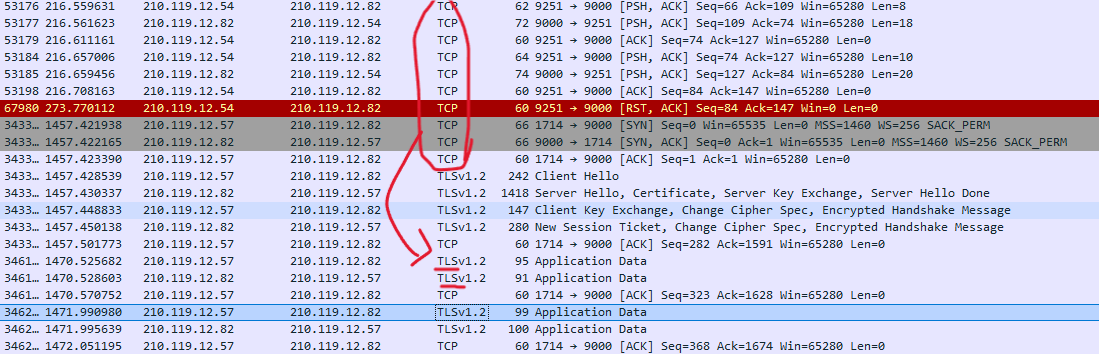 53176 216.559631 210.119.12.54 210.119.12.82 TCP 62 9251 → 9000 [PSH, ACK] Seq=66 Ack=109 Win=65280 Len=8
53177 216.561623 210.119.12.82 210.119.12.54 TCP 72 9000 → 9251 [PSH, ACK] Seq=109 Ack=74 Win=65280 Len=18
53179 216.611161 210.119.12.54 210.119.12.82 TCP 60 9251 → 9000 [ACK] Seq=74 Ack=127 Win=65280 Len=0
53184 216.657006 210.119.12.54 210.119.12.82 TCP 64 9251 → 9000 [PSH, ACK] Seq=74 Ack=127 Win=65280 Len=10
53185 216.659456 210.119.12.82 210.119.12.54 TCP 74 9000 → 9251 [PSH, ACK] Seq=127 Ack=84 Win=65280 Len=20
53198 216.708163 210.119.12.54 210.119.12.82 TCP 60 9251 → 9000 [ACK] Seq=84 Ack=147 Win=65280 Len=0
67980 273.770112 210.119.12.54 210.119.12.82 TCP 60 9251 → 9000 [RST, ACK] Seq=84 Ack=147 Win=0 Len=0
3433… 1457.421938 210.119.12.57 210.119.12.82 TCP 66 1714 → 9000 [SYN] Seq=0 Win=65535 Len=0 MSS=1460 WS=256 SACK_PERM
3433… 1457.422165 210.119.12.82 210.119.12.57 TCP 66 9000 → 1714 [SYN, ACK] Seq=0 Ack=1 Win=65535 Len=0 MSS=1460 WS=256 SACK_PERM
3433… 1457.423390 210.119.12.57 210.119.12.82 TCP 60 1714 → 9000 [ACK] Seq=1 Ack=1 Win=65280 Len=0
3433… 1457.428539 210.119.12.57 210.119.12.82 TLSv1.2 242 Client Hello
3433… 1457.430337 210.119.12.82 210.119.12.57 TLSv1.2 1418 Server Hello, Certificate, Server Key Exchange, Server Hello Done
3433… 1457.448833 210.119.12.57 210.119.12.82 TLSv1.2 147 Client Key Exchange, Change Cipher Spec, Encrypted Handshake Message
3433… 1457.450138 210.119.12.82 210.119.12.57 TLSv1.2 280 New Session Ticket, Change Cipher Spec, Encrypted Handshake Message
3433… 1457.501773 210.119.12.57 210.119.12.82 TCP 60 1714 → 9000 [ACK] Seq=282 Ack=1591 Win=65280 Len=0
3461… 1470.525682 210.119.12.57 210.119.12.82 TLSv1.2 95 Application Data
3461… 1470.528603 210.119.12.82 210.119.12.57 TLSv1.2 91 Application Data
3461… 1470.570752 210.119.12.57 210.119.12.82 TCP 60 1714 → 9000 [ACK] Seq=323 Ack=1628 Win=65280 Len=0
3462… 1471.990980 210.119.12.57 210.119.12.82 TLSv1.2 99 Application Data
3462… 1471.995639 210.119.12.82 210.119.12.57 TLSv1.2 100 Application Data
3462… 1472.051195 210.119.12.57 210.119.12.82 TCP 60 1714 → 9000 [ACK] Seq=368 Ack=1674 Win=65280 Len=0